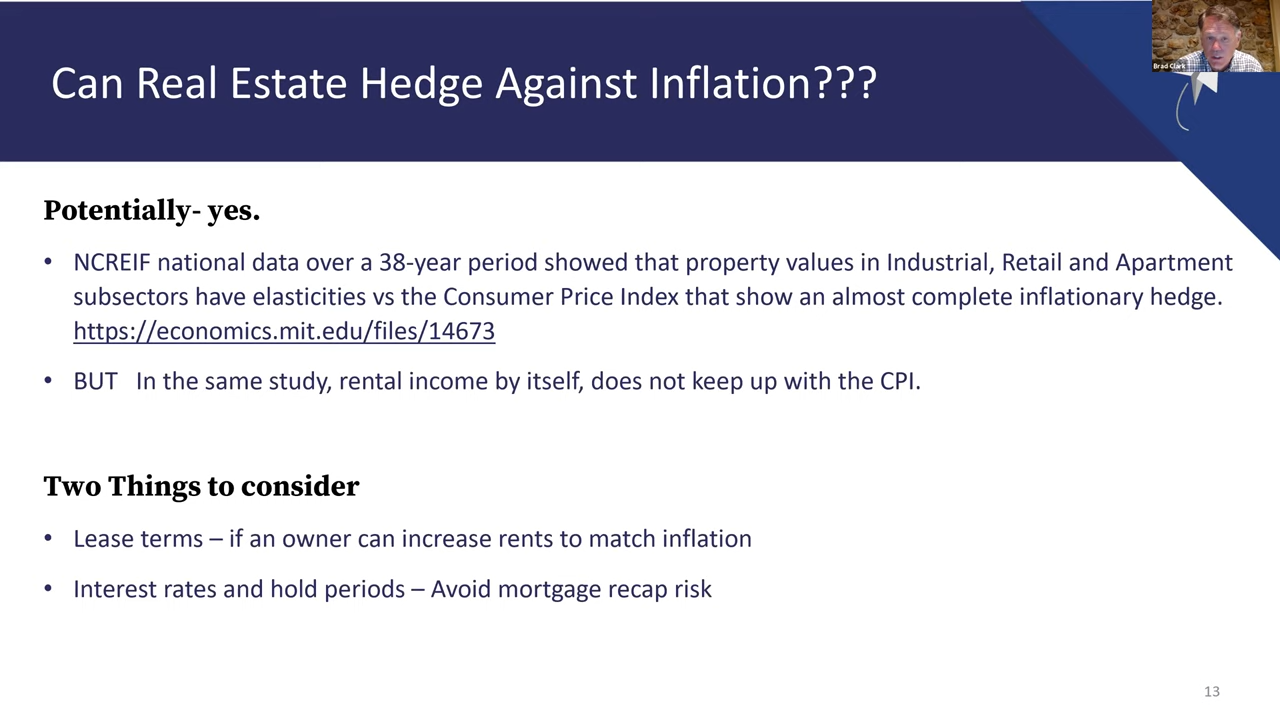 Can Real Estate Hedge Against Inflation???
Brad Clark
Potentially- yes.
• NCREIF national data over a 38-year period showed that property values in Industrial, Retail and Apartment
subsectors have elasticities vs the Consumer Price Index that show an almost complete inflationary hedge.
https://economics.mit.edu/files/14673
• BUT In the same study, rental income by itself, does not keep up with the CPI.
Two Things to consider
• Lease terms – if an owner can increase rents to match inflation
• Interest rates and hold periods – Avoid mortgage recap risk
13